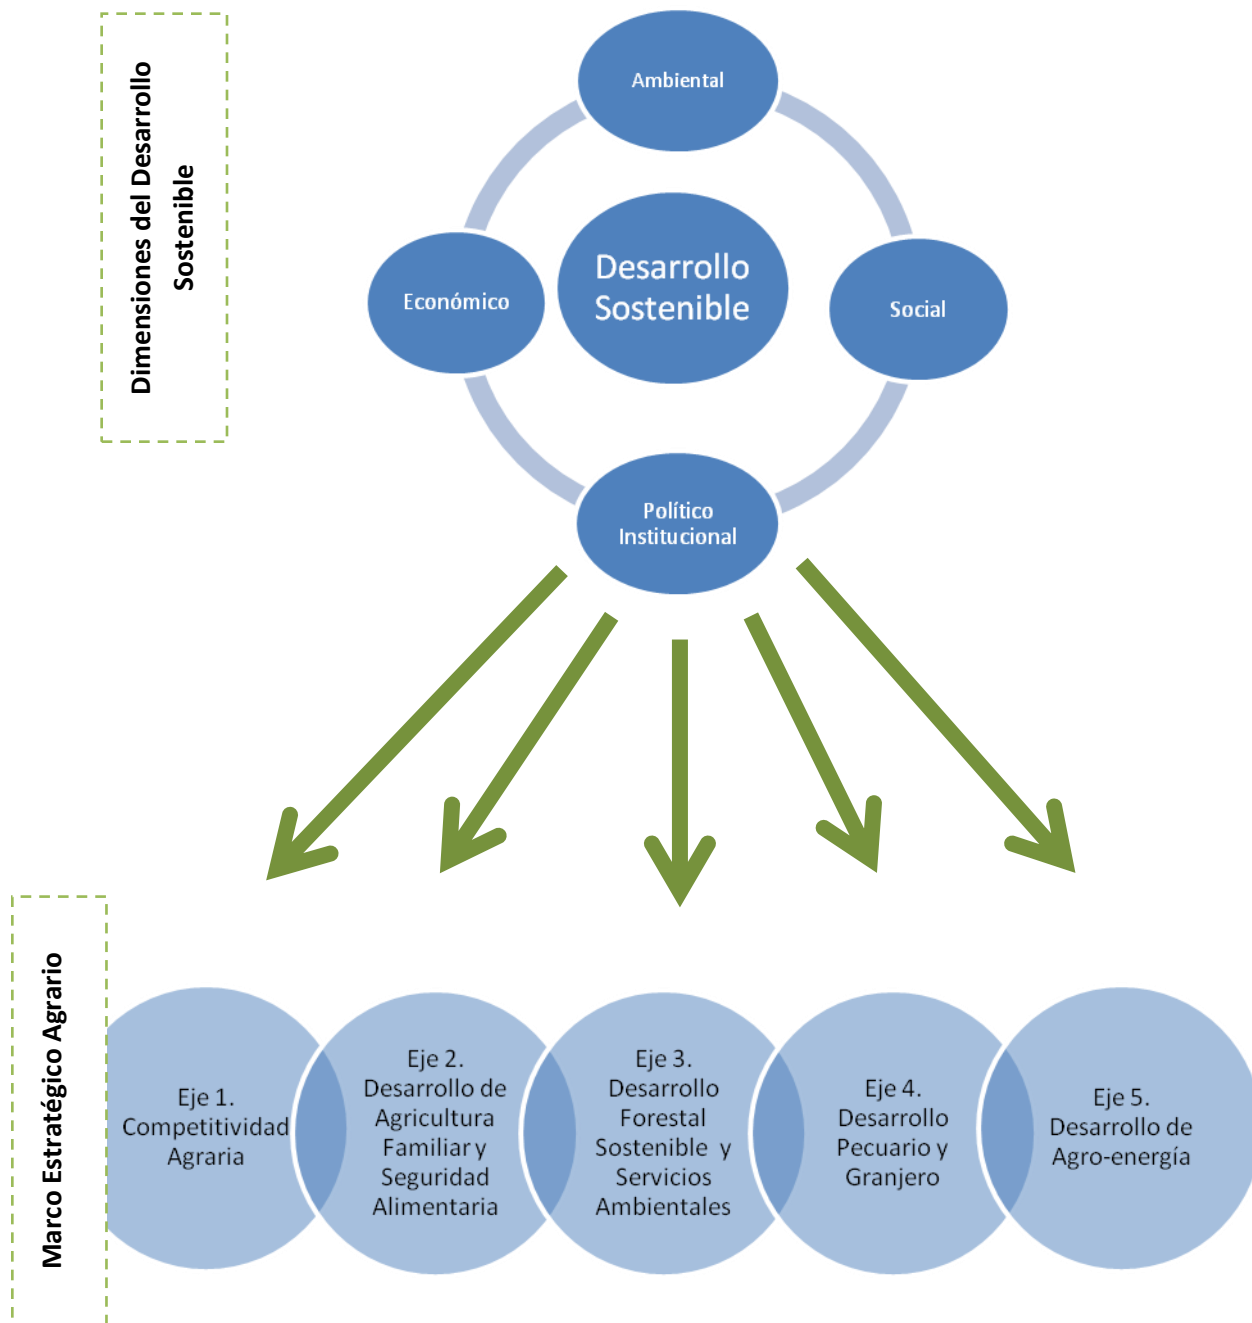 Dimensiones del Desarrollo
Sostenible
Ambiental
Desarrollo
Sostenible
Económico
Social
Político
Institucional
Marco Estratégico Agrario
Eje 1.
Competitividad
Agraria
Eje 2.
Desarrollo de
Agricultura
Familiar y
Seguridad
Alimentaria
Eje 3.
Desarrollo
Forestal
Sostenible y
Servicios
Ambientales
Eje 4.
Desarrollo
Pecuario y
Granjero
Eje 5.
Desarrollo de
Agro-energía